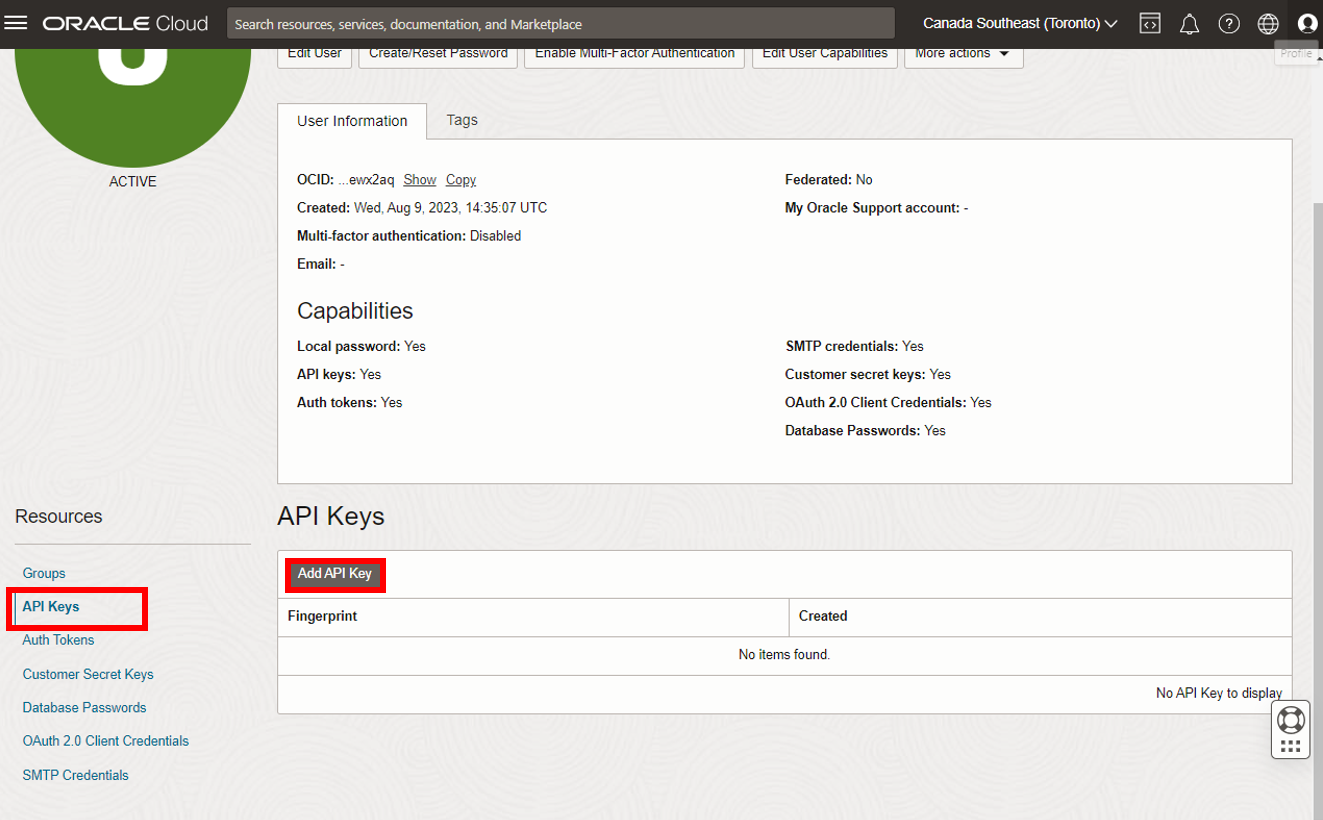 ORACLE Cloud
Search resources, services, documentation, and Marketplace
Canada Southeast (Toronto)
Profile
Edit User
Create/Reset Password
Enable Multi-Factor Authentication
Edit User Capabilities
More actions
ACTIVE
User Information
Tags
OCID: ...ewx2aq Show Copy
Created: Wed, Aug 9, 2023, 14:35:07 UTC
Multi-factor authentication: Disabled
Email: -
Federated: No
My Oracle Support account: -
Capabilities
Local password: Yes
API keys: Yes
Auth tokens: Yes
SMTP credentials: Yes
Customer secret keys: Yes
OAuth 2.0 Client Credentials: Yes
Database Passwords: Yes
Resources
Groups
API Keys
Auth Tokens
Customer Secret Keys
Database Passwords
OAuth 2.0 Client Credentials
SMTP Credentials
API Keys
Add API Key
Fingerprint
Created
No items found.
No API Key to display